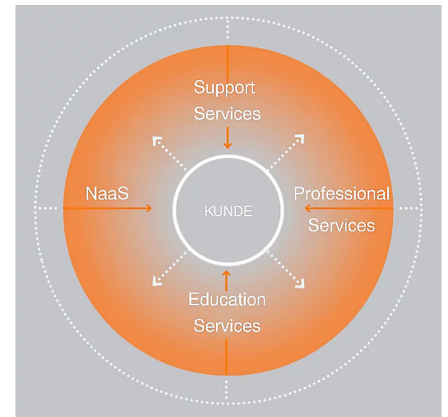 Support
Services
NaaS
KUNDE
Professional
Services
Education
Services